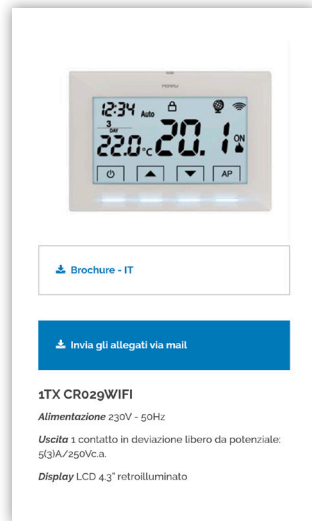 PERRY
12:34 Auto
3
DAY
22.0°C 20.1 ON
AP
Brochure - IT
Invia gli allegati via mail
1TX CR029WIFI
Alimentazione 230V - 50Hz
Uscita 1 contatto in deviazione libero da potenziale:
5(3)A/250Vc.a.
Display LCD 4,3" retroilluminato